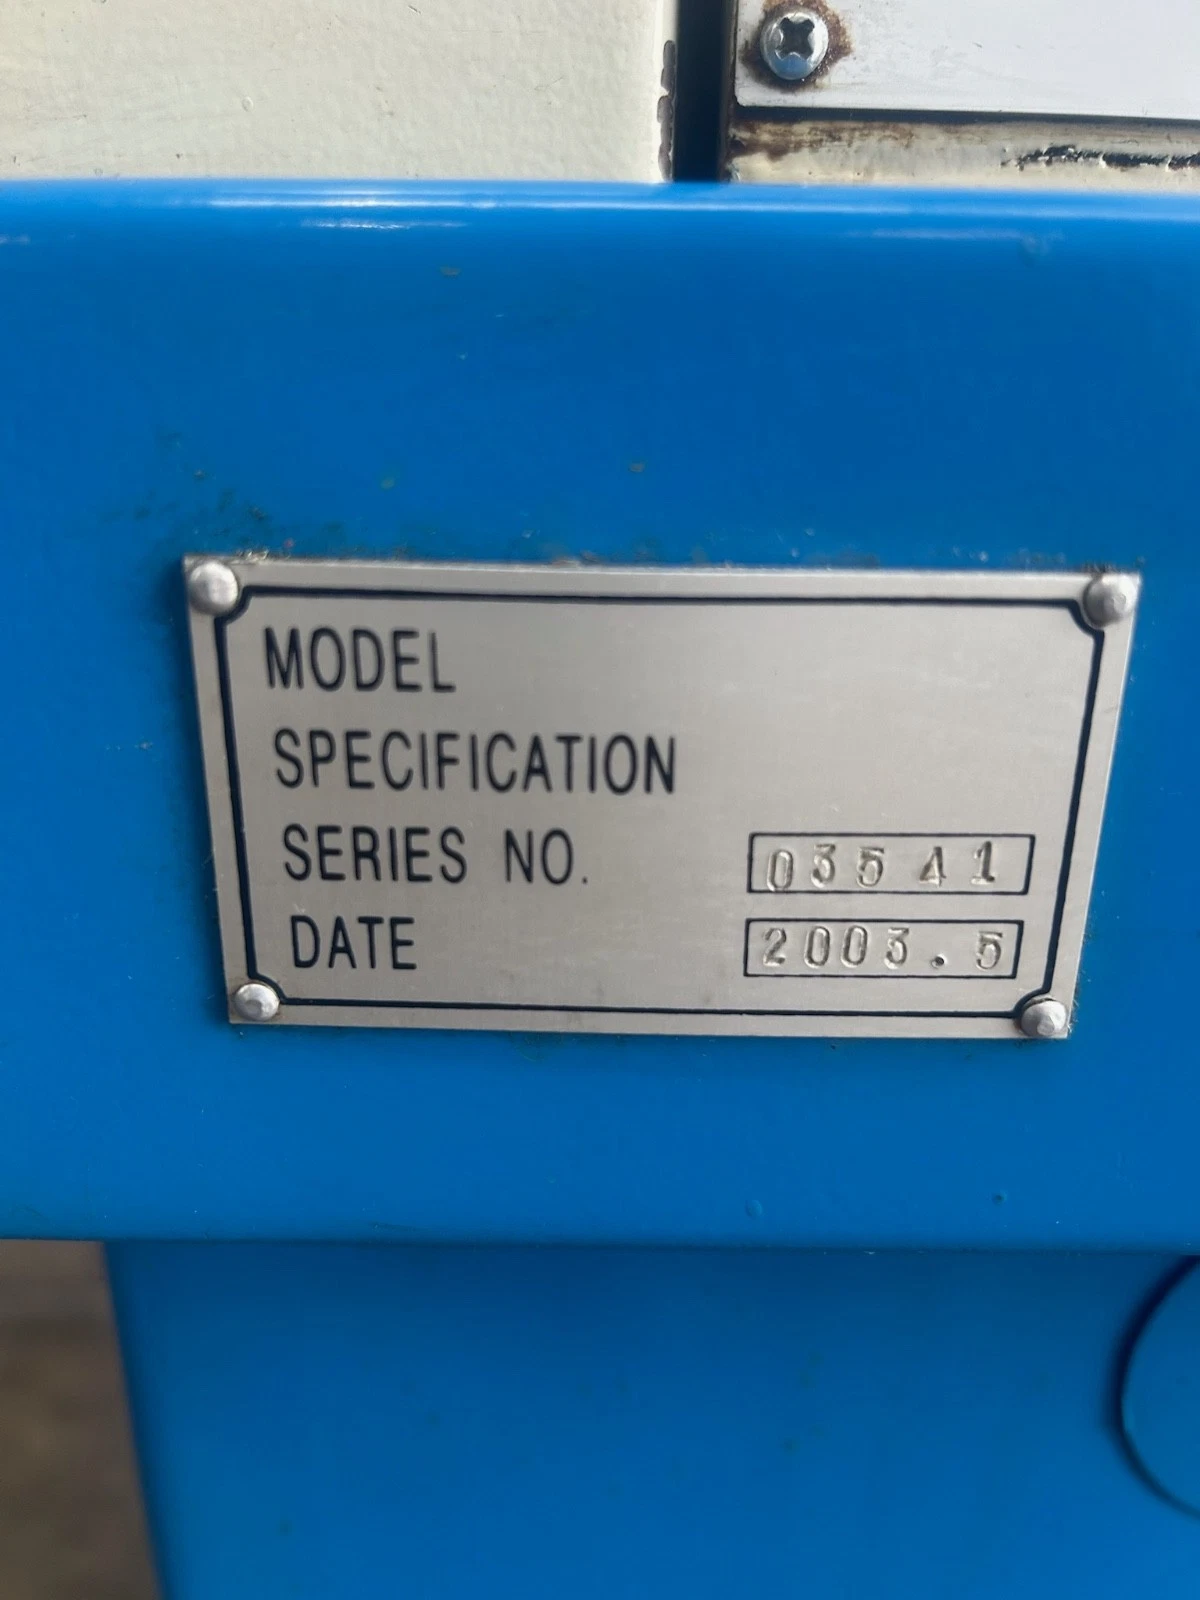 MODEL
SPECIFICATION
SERIES NO. 03541
DATE 2003.5